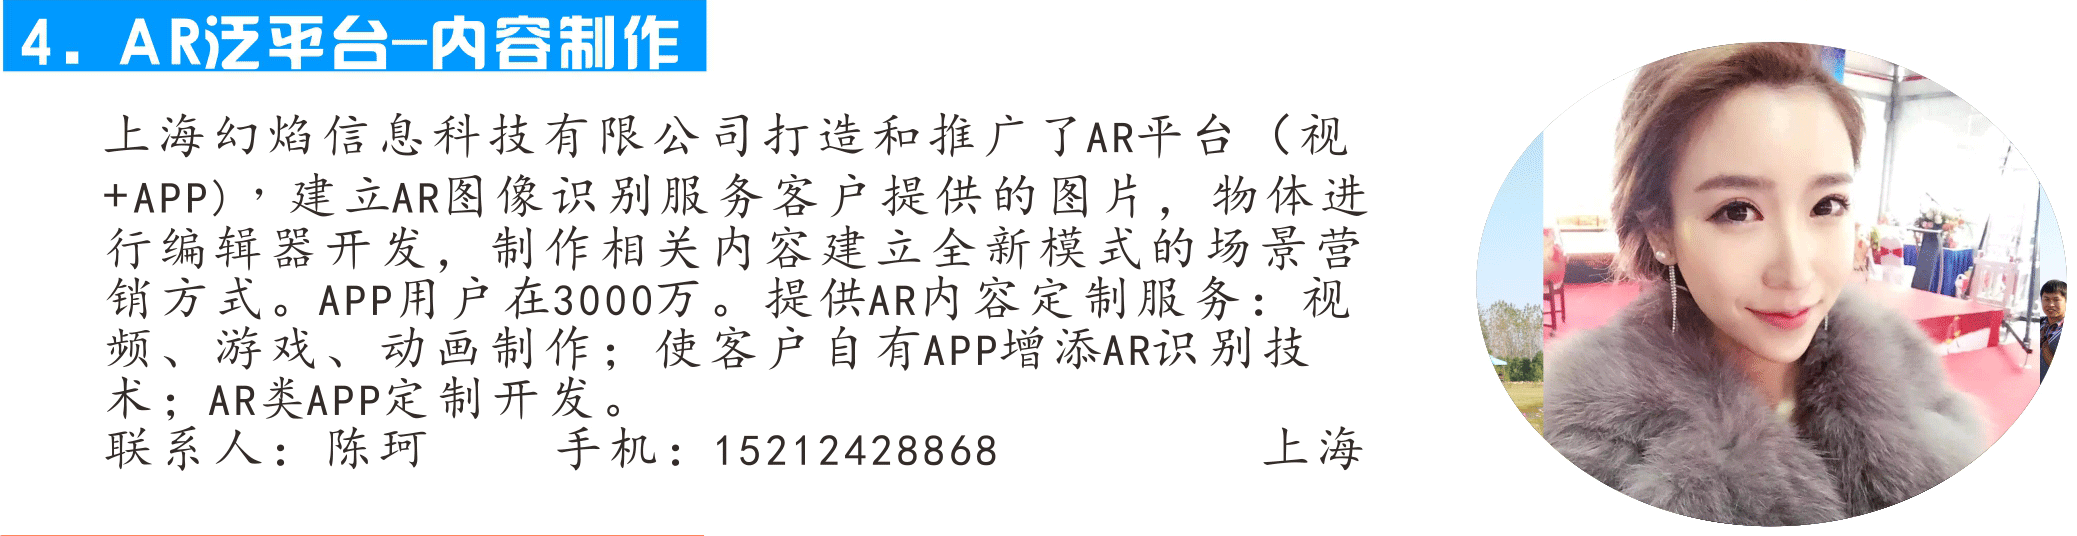 4. AR泛平台—内容制作
上海幻焰信息科技有限公司打造和推广了AR平台（视
+APP)，建立AR图像识别服务客户提供的图片，物体进
行编辑器开发，制作相关内容建立全新模式的场景营
销方式。APP用户在3000万。提供AR内容定制服务：视
频、游戏、动画制作；使客户自有APP增添AR识别技
术；AR类APP定制开发。
联系人：陈珂 手机：15212428868 上海